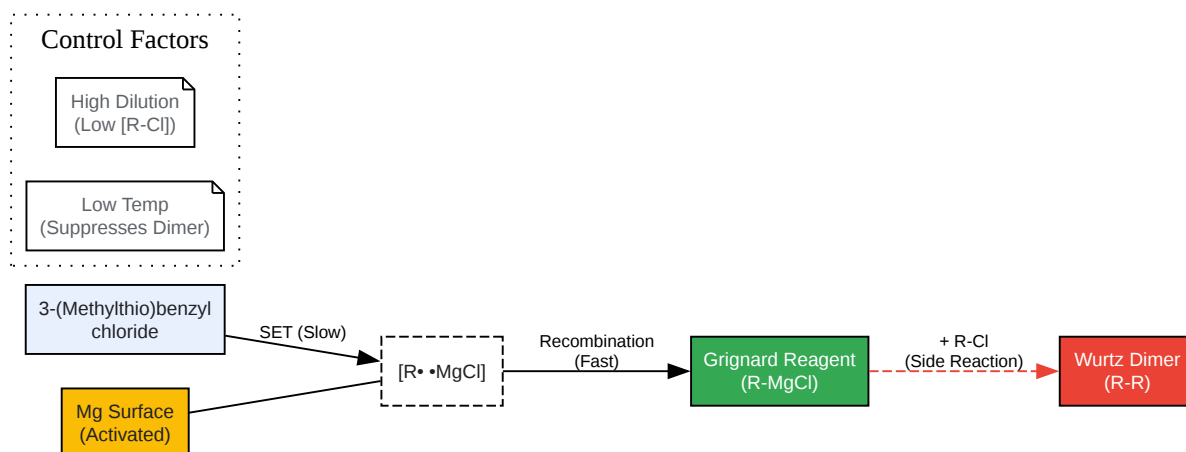 Control Factors
High Dilution
(Low [R-Cl])
Low Temp
(Suppresses Dimer)
3-(Methylthio)benzyl
chloride
SET (Slow)
Mg Surface
(Activated)
[R• •MgCl]
Recombination
(Fast)
Grignard Reagent
(R-MgCl)
+ R-Cl
(Side Reaction)
Wurtz Dimer
(R-R)